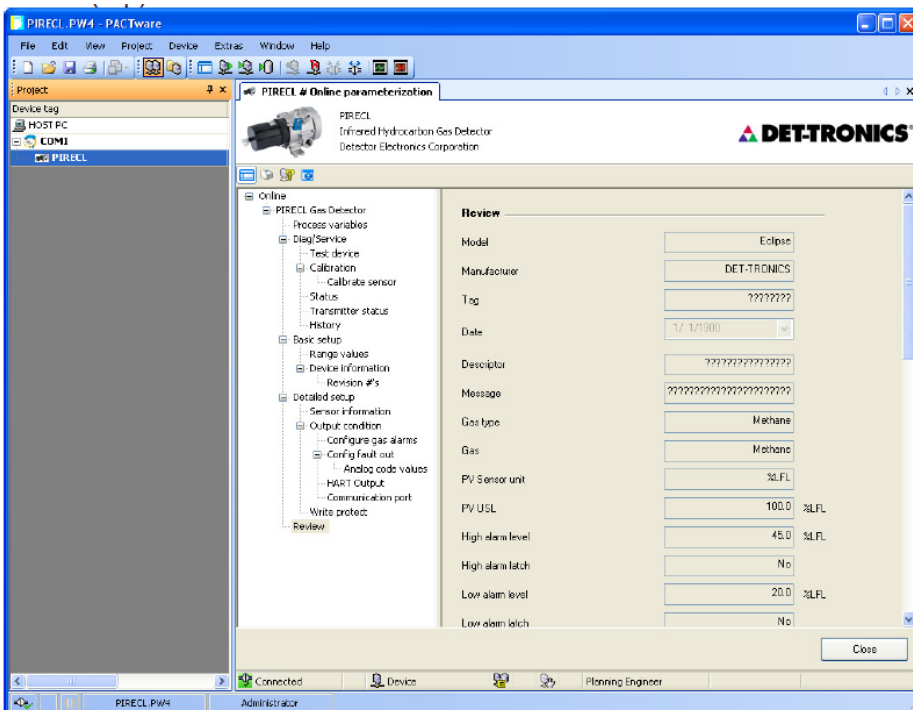 PIRECL.PW4 - PACTware
File Edit View Project Device Extras Window Help
Project
Device tag
HOST PC
COM1
PIRECL
PIRECL # Online parameterization
PIRECL
Infrared Hydrocarbon Gas Detector
Detector Electronics Corporation
DET-TRONICS
Online
PIRECL Gas Detector
Process variables
Diag/Service
Test device
Calibration
Calibrate sensor
Status
Transmitter status
History
Basic setup
Range values
Device information
Revision #'s
Detailed setup
Sensor information
Output condition
Configure gas alarms
Config fault out
Analog code values
HART Output
Communication port
Write protect
Review
Review
Model Eclipse
Manufacturer DET-TRONICS
Tag ????????
Date 1/ 1/1900
Descriptor ????????????????
Message ???????????????????????
Gas type Methane
Gas Methane
PV Sensor unit %LFL
PV USL 100.0 %LFL
High alarm level 45.0 %LFL
High alarm latch No
Low alarm level 20.0 %LFL
Low alarm latch No
Close
Connected Device Planning Engineer
PIRECL.PW4 Administrator